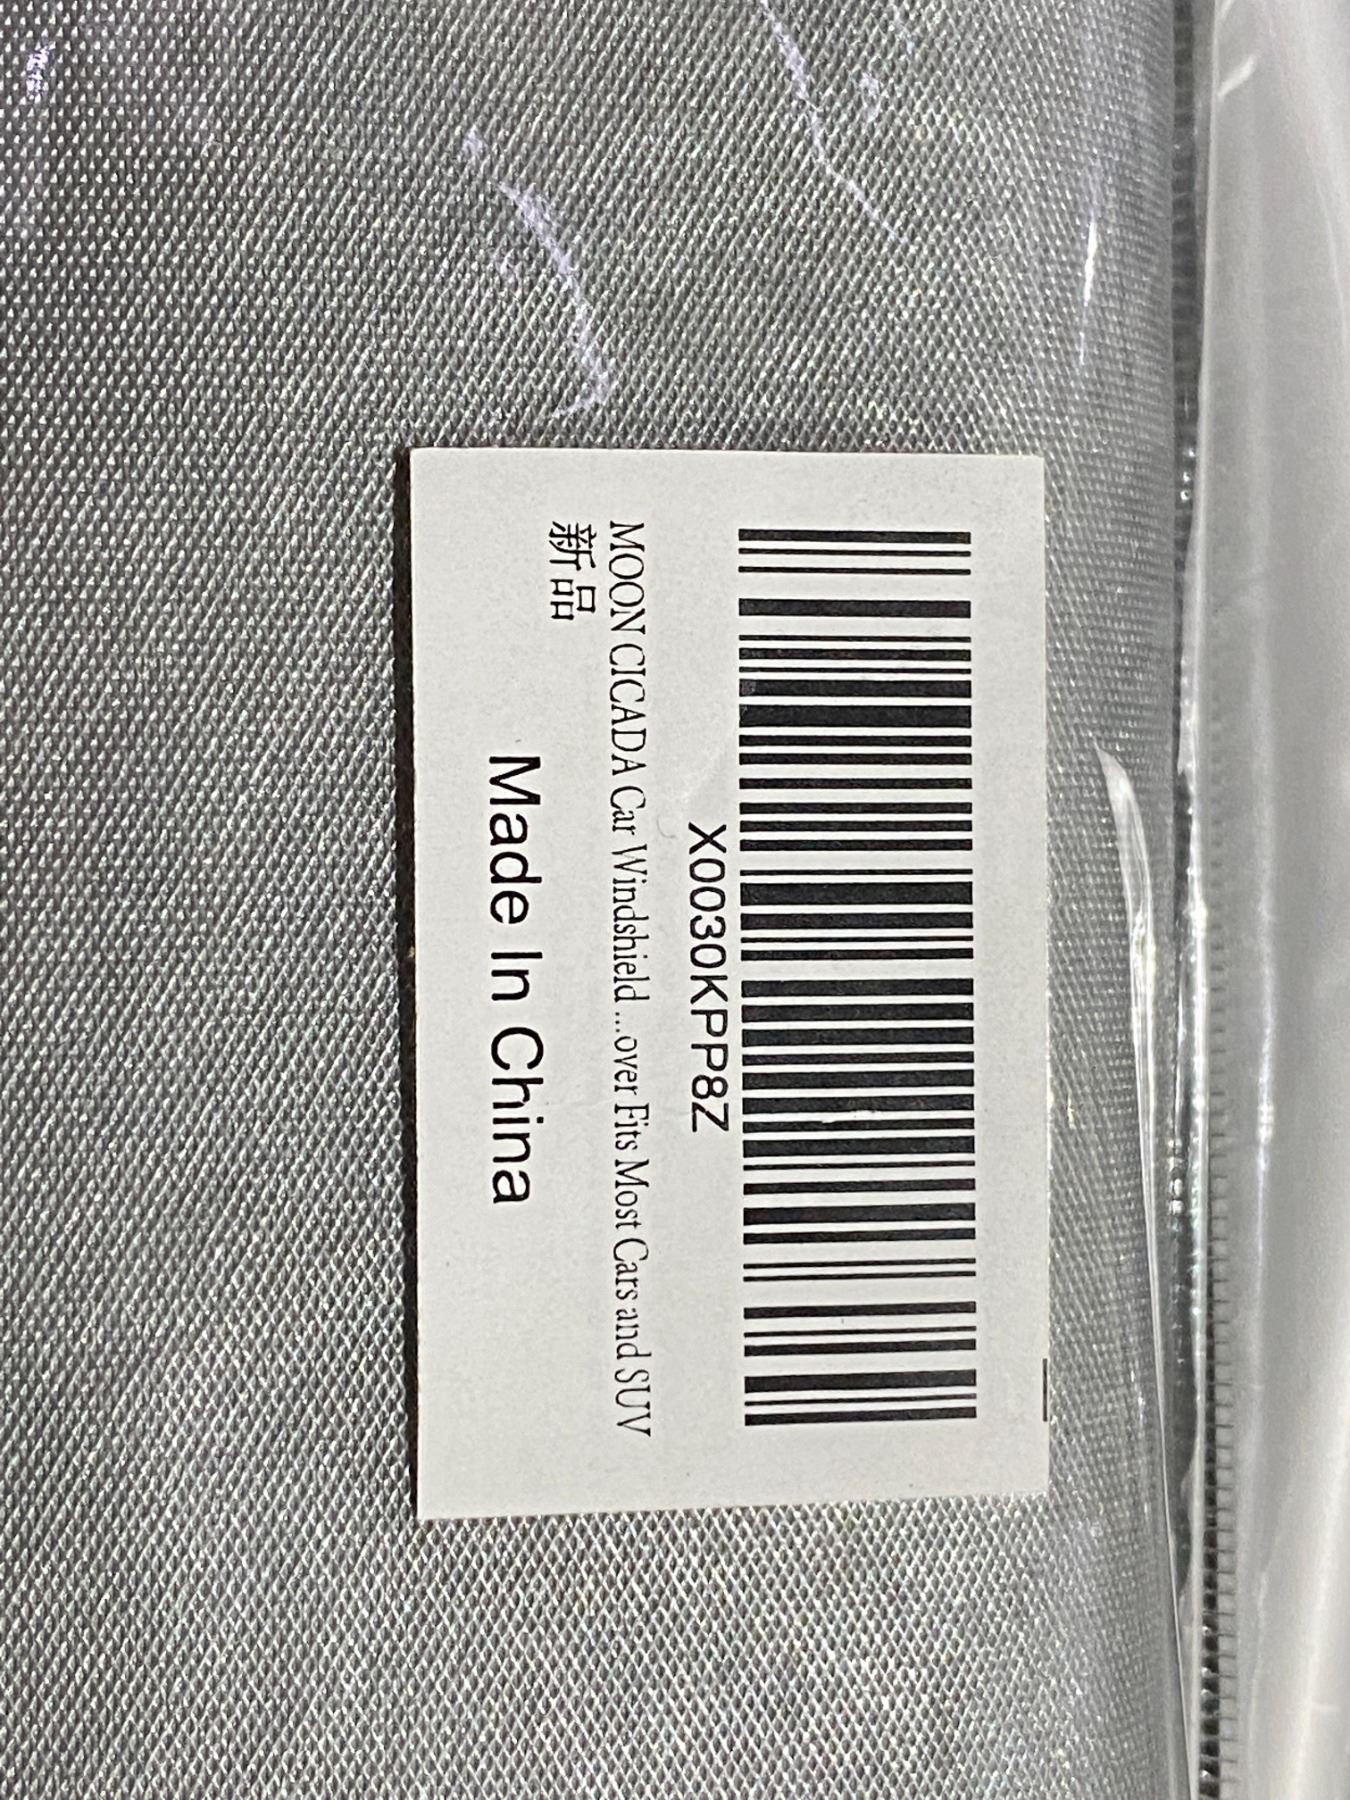 X0030KPP8Z
MOON CICADA Car Windshield ...over Fits Most Cars and SUV
新品
Made In China